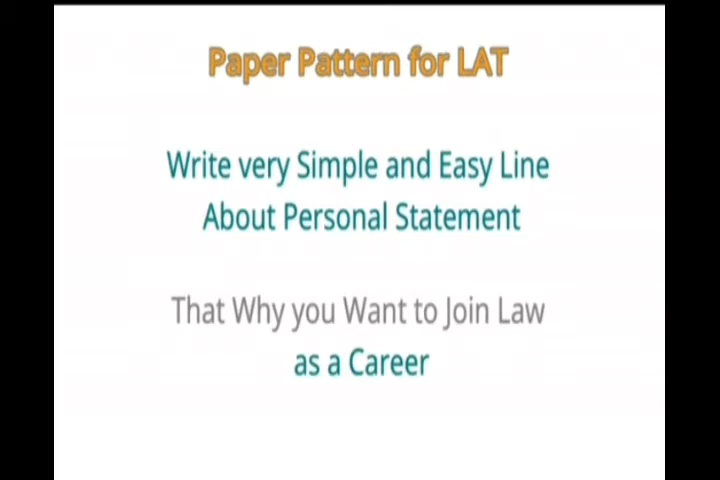 Paper Pattern for LAT
Write very Simple and Easy Line
About Personal Statement
That Why you Want to Join Law
as a Career